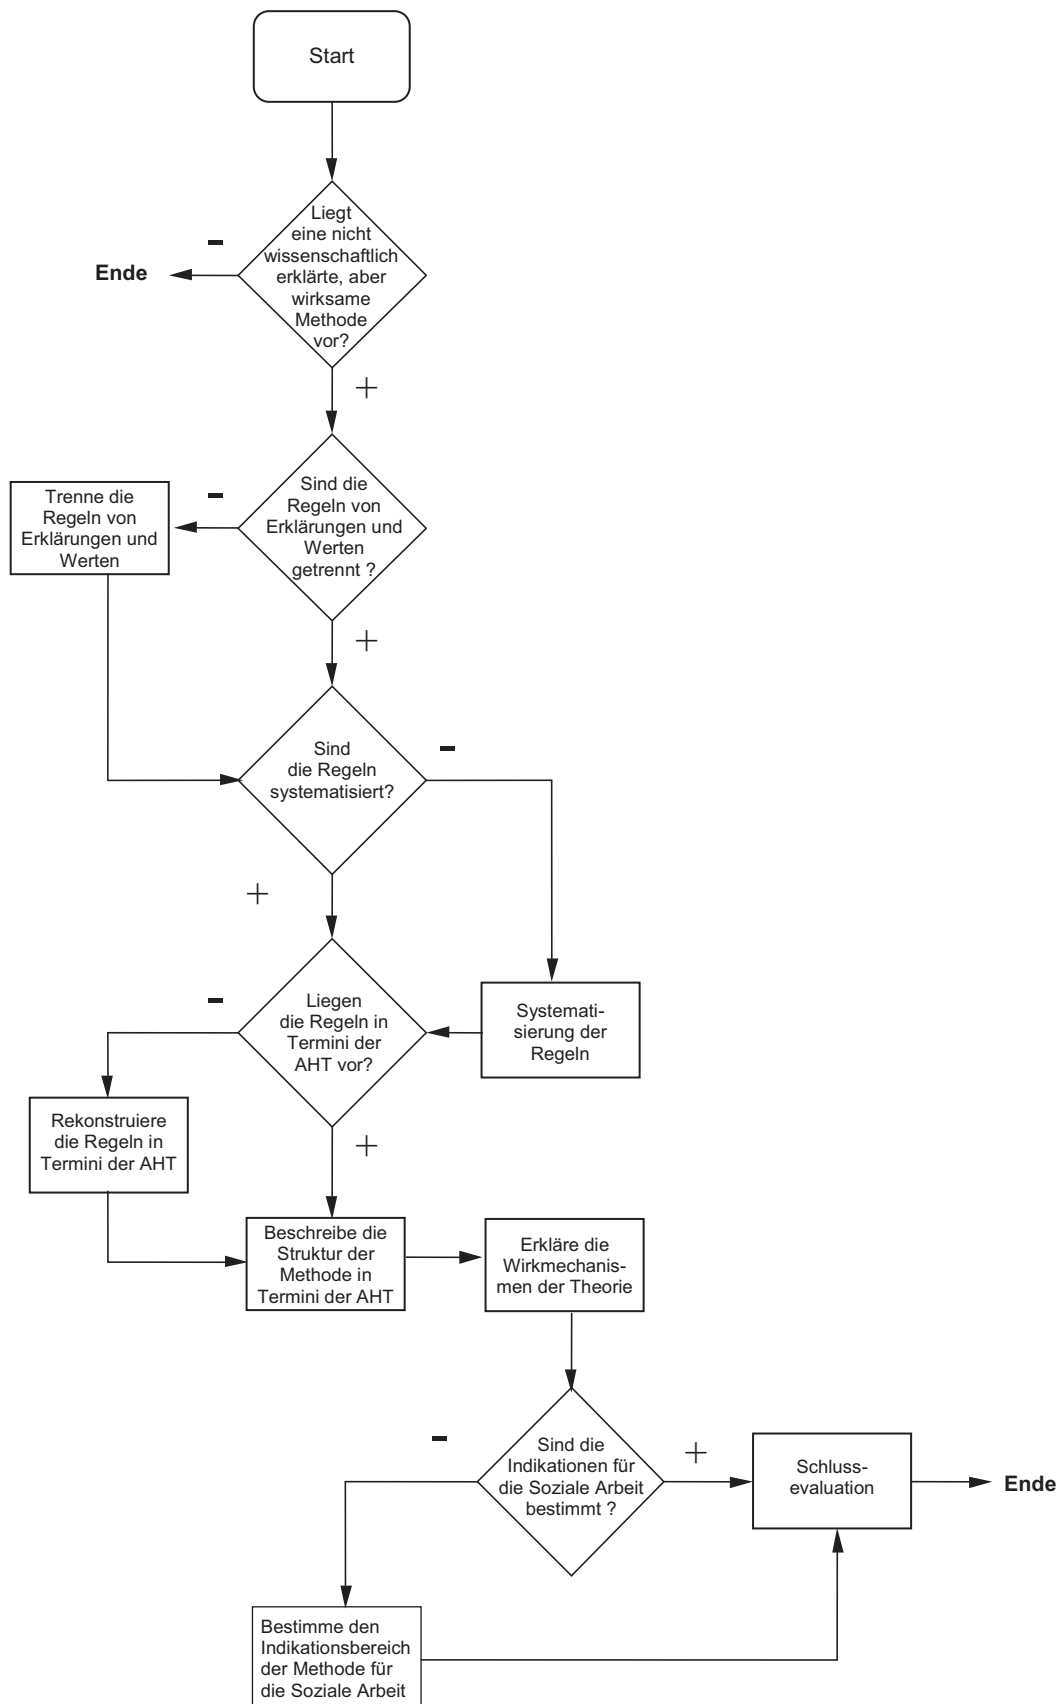 Start
Liegt
eine nicht
wissenschaftlich
erklärte, aber
wirksame
Methode
vor?
-
Ende
+
Sind die
Regeln von
Erklärungen und
Werten
getrennt ?
-
Trenne die
Regeln von
Erklärungen und
Werten
+
Sind
die Regeln
systematisiert?
-
+
Systemati-
sierung der
Regeln
Liegen
die Regeln in
Termini der
AHT vor?
-
Rekonstruiere
die Regeln in
Termini der AHT
+
Beschreibe die
Struktur der
Methode in
Termini der AHT
Erkläre die
Wirkmechanis-
men der Theorie
Sind die
Indikationen für
die Soziale Arbeit
bestimmt ?
-
+
Schluss-
evaluation
Ende
Bestimme den
Indikationsbereich
der Methode für
die Soziale Arbeit